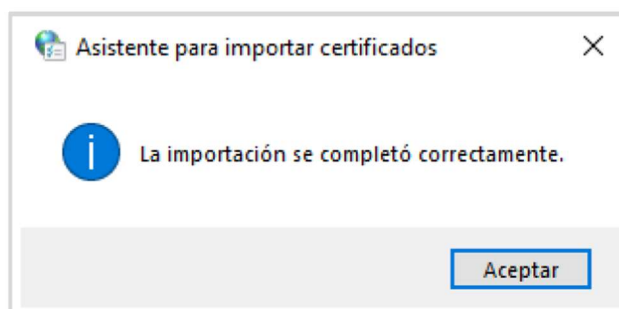 Asistente para importar certificados
La importación se completó correctamente.
Aceptar